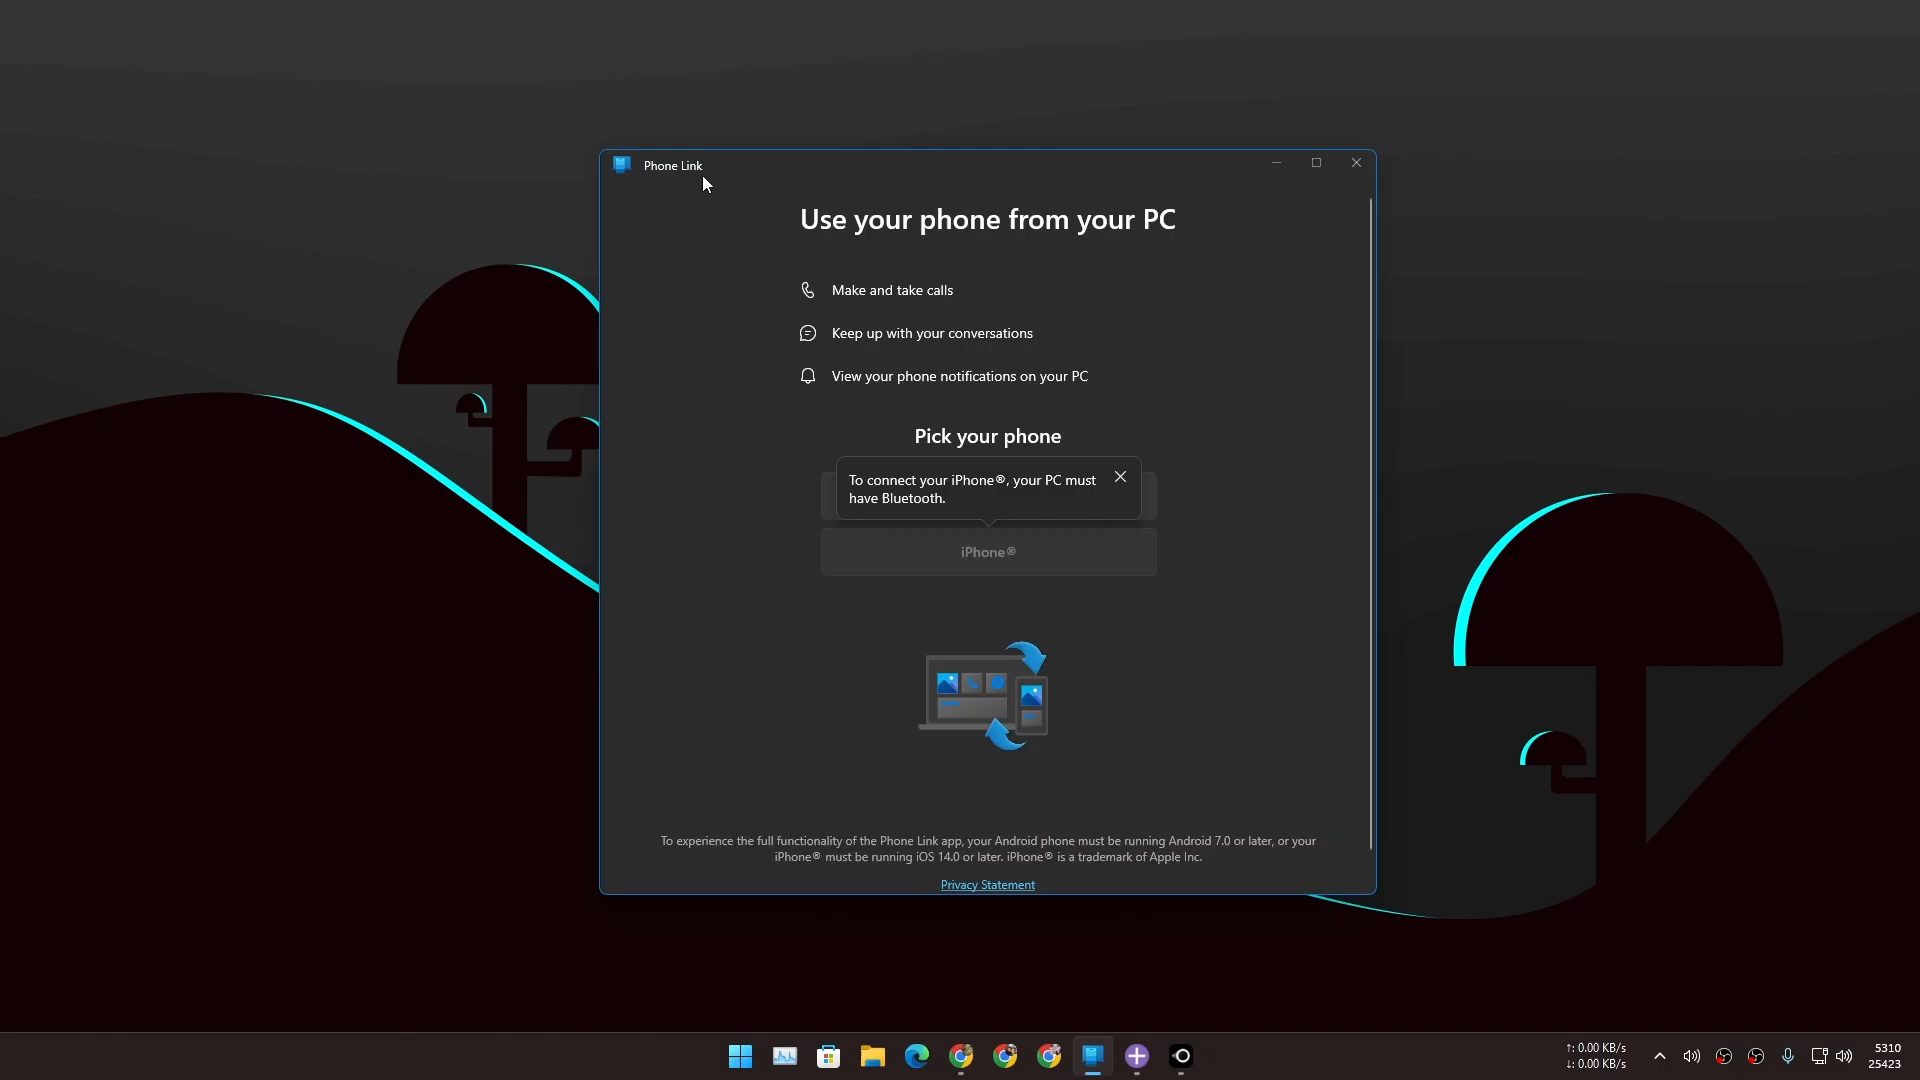 Phone Link
Use your phone from your PC
Make and take calls
Keep up with your conversations
View your phone notifications on your PC
Pick your phone
To connect your iPhone®, your PC must
have Bluetooth.
iPhone®
To experience the full functionality of the Phone Link app, your Android phone must be running Android 7.0 or later, or your
iPhone® must be running iOS 14.0 or later. iPhone® is a trademark of Apple Inc.
Privacy Statement
↑: 0.00 KB/s
↓: 0.00 KB/s
5310
25423